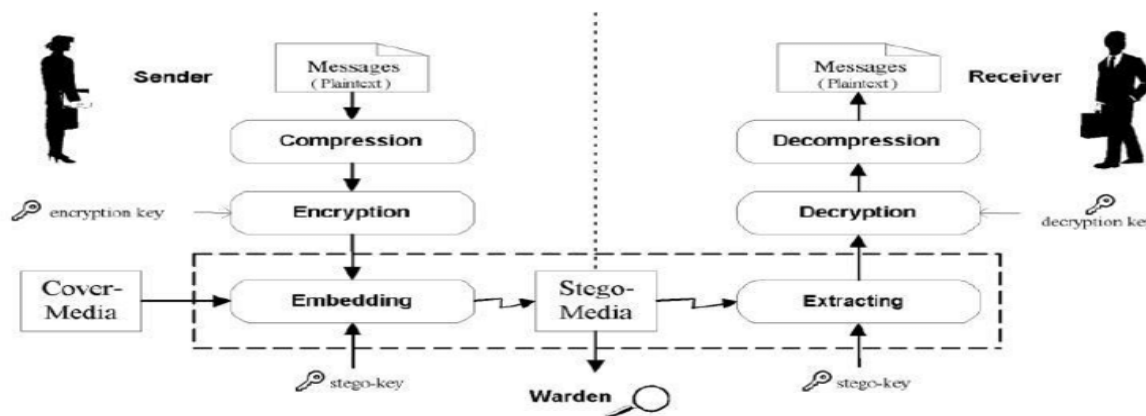 Sender
Messages
(Plaintext)
Messages
(Plaintext)
Receiver
Compression
Decompression
encryption key
Encryption
Decryption
decryption key
Cover-
Media
Embedding
Stego-
Media
Extracting
stego-key
stego-key
Warden